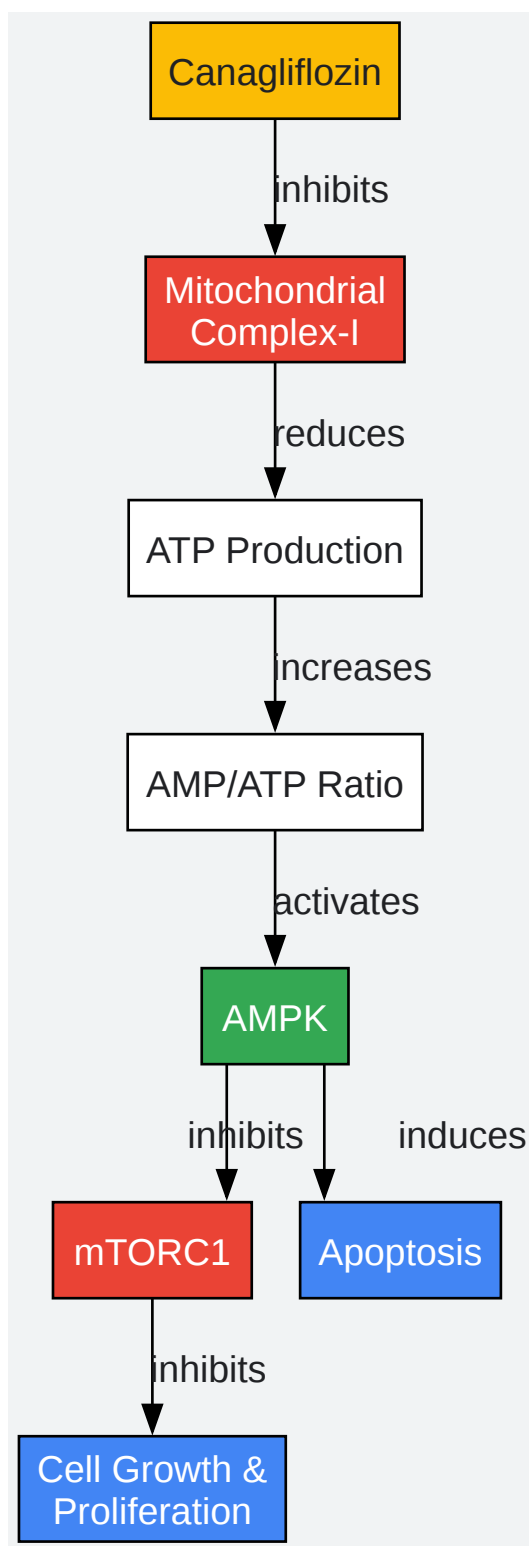 Canagliflozin
inhibits
Mitochondrial
Complex-I
reduces
ATP Production
increases
AMP/ATP Ratio
activates
AMPK
inhibits
induces
mTORC1
Apoptosis
inhibits
Cell Growth &
Proliferation